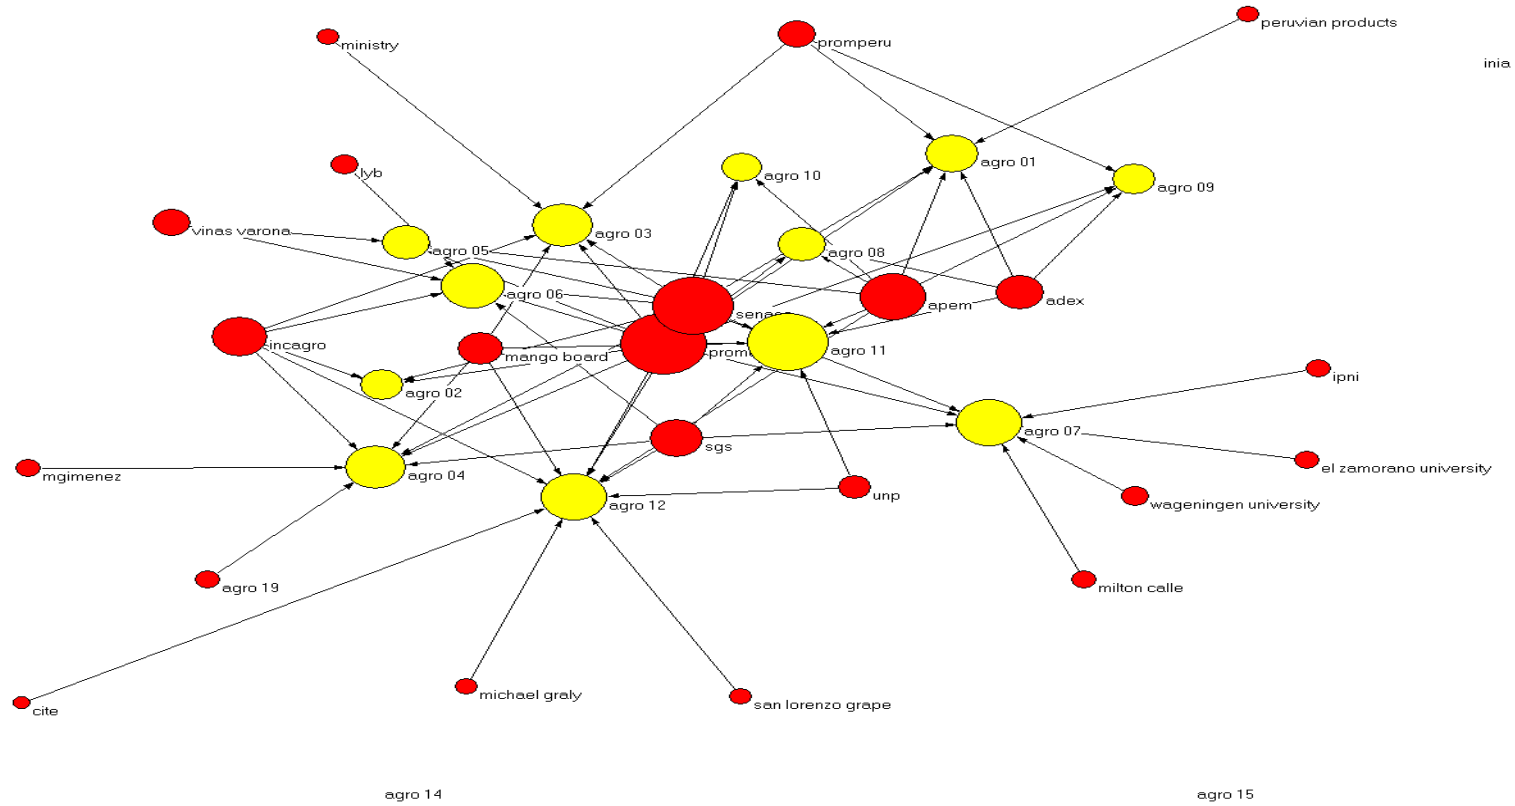 peruvian products
ministry
promperu
inia
agro 01
lyb
agro 10
agro 09
vinas varona
agro 03
agro 05
agro 08
agro 06
adex
apem
incagro
agro 11
mango board
ipni
agro 02
agro 07
sgs
el zamorano university
mgimenez
agro 04
unp
wageningen university
agro 12
agro 19
milton calle
michael graly
san lorenzo grape
cite
agro 14
agro 15